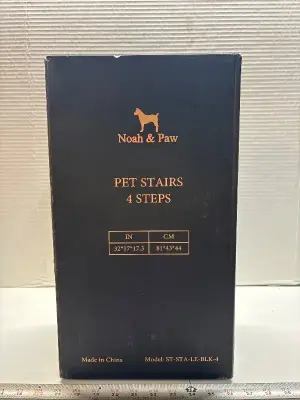 Noah & Paw
PET STAIRS
4 STEPS
IN CM
32*17*17.3 81*43*44
Made in China Model: ST-STA-LE-BLK-4